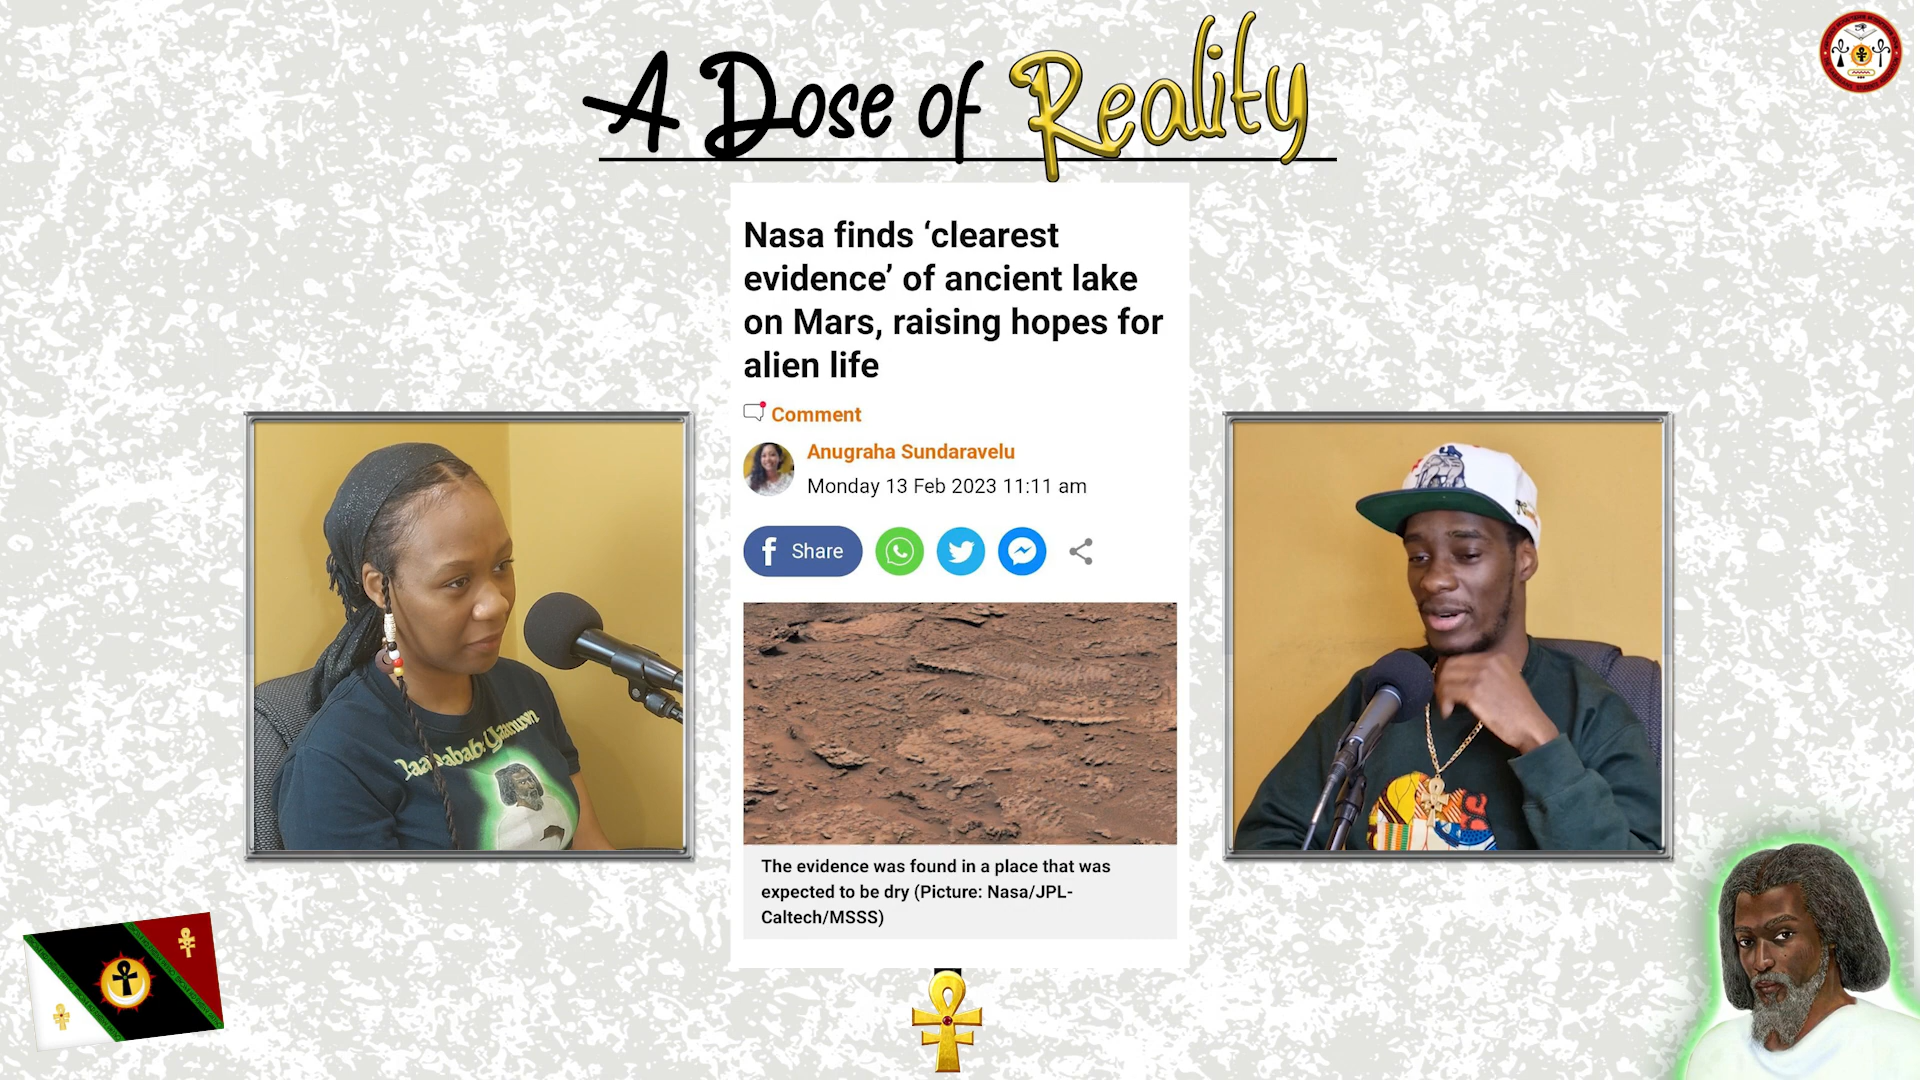 A Dose of Reality
Nasa finds ‘clearest
evidence’ of ancient lake
on Mars, raising hopes for
alien life
Comment
Anugraha Sundaravelu
Monday 13 Feb 2023 11:11 am
f Share
The evidence was found in a place that was
expected to be dry (Picture: Nasa/JPL-
Caltech/MSSS)